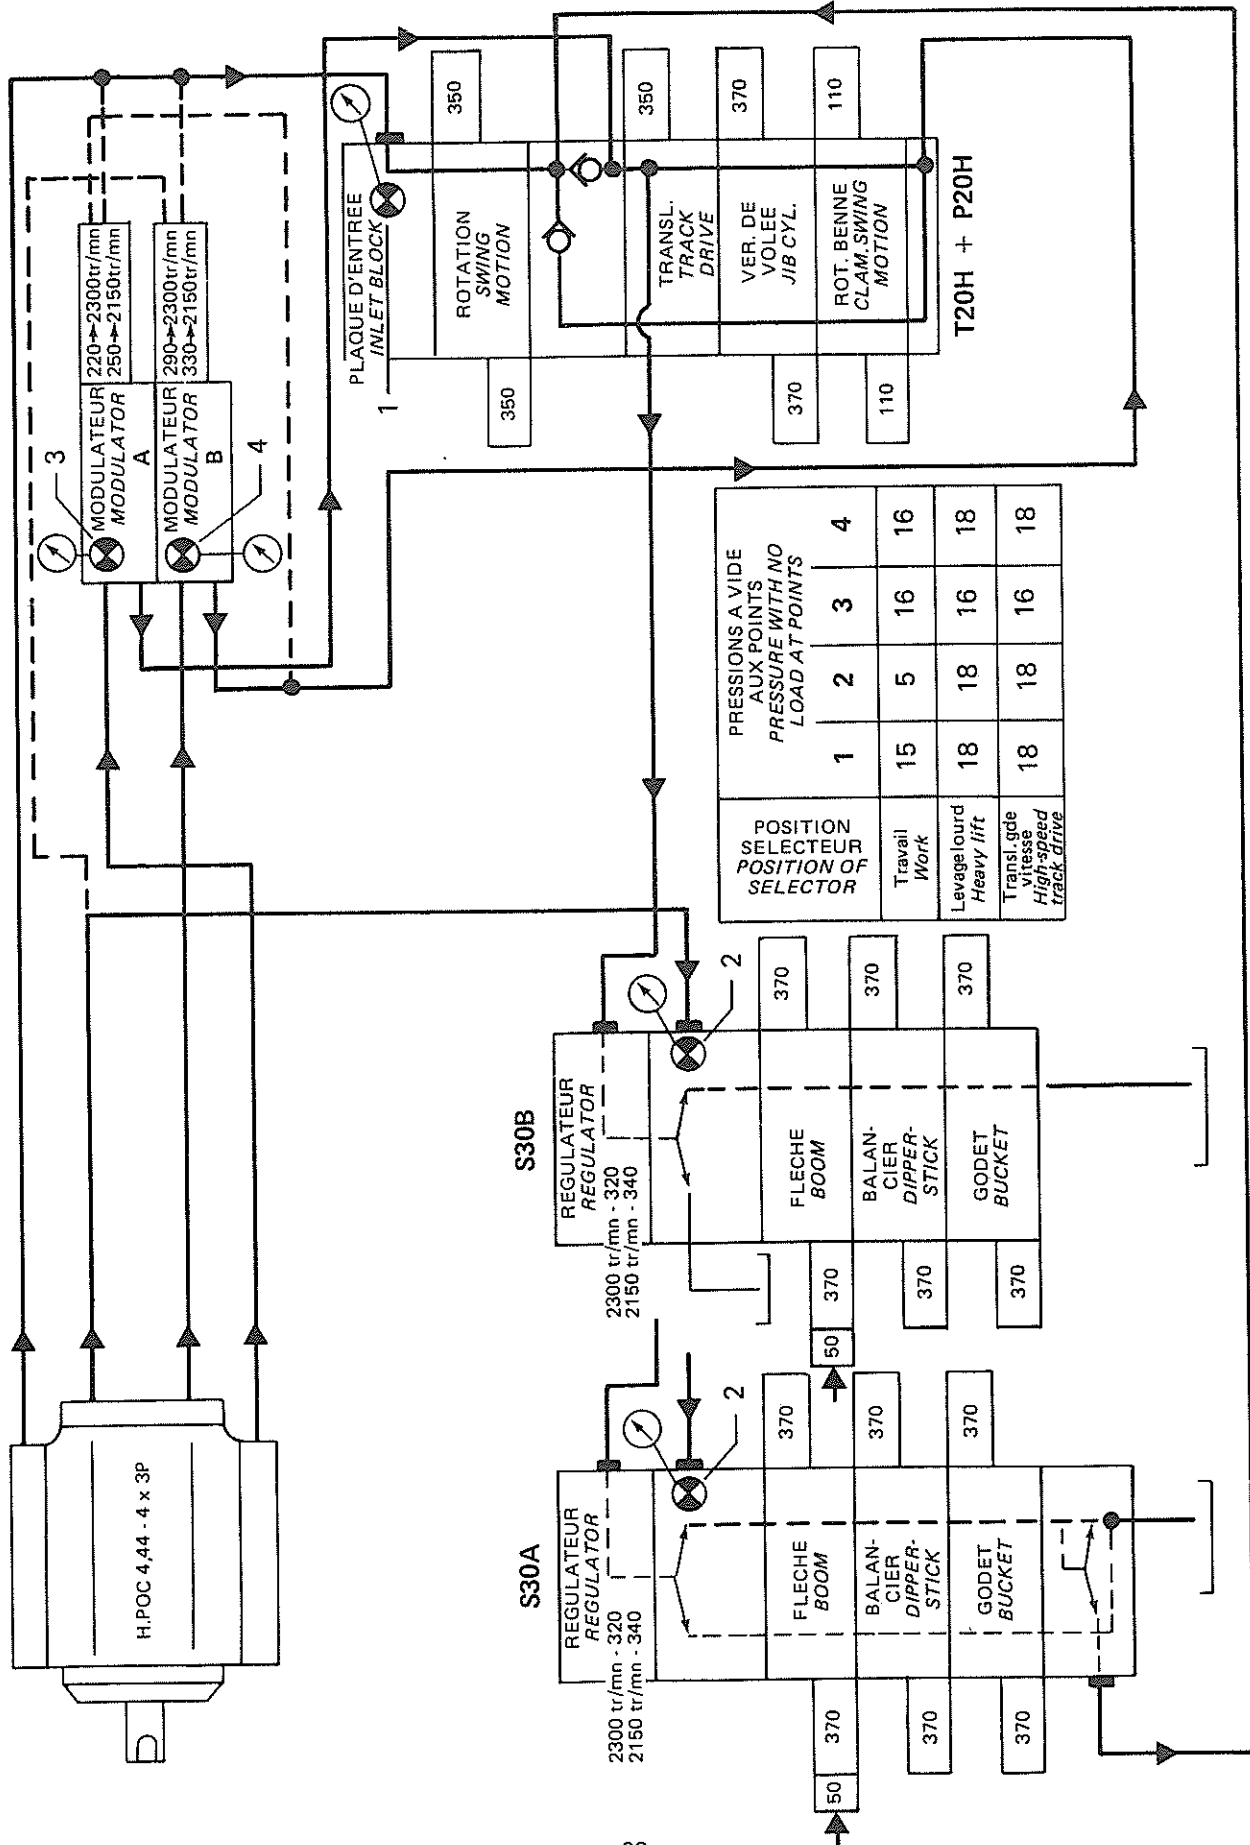 H.POC 4,44 - 4 x 3P
3
MODULATEUR
MODULATOR
A
220→2300tr/mn
250→2150tr/mn
MODULATEUR
MODULATOR
B
290→2300tr/mn
330→2150tr/mn
4
PLAQUE D'ENTREE
INLET BLOCK
1
350
ROTATION
SWING
MOTION
350
TRANSL.
TRACK
DRIVE
350
VER. DE
VOLEE
JIB CYL.
370
370
ROT. BENNE
CLAM.SWING
MOTION
110
110
T20H + P20H
S30A
REGULATEUR
REGULATOR
2300 tr/mn - 320
2150 tr/mn - 340
2
FLECHE
BOOM
370
50
370
BALAN-
CIER
DIPPER-
STICK
370
370
GODET
BUCKET
370
370
S30B
REGULATEUR
REGULATOR
2300 tr/mn - 320
2150 tr/mn - 340
2
FLECHE
BOOM
370
50
370
BALAN-
CIER
DIPPER-
STICK
370
370
GODET
BUCKET
370
370
POSITION
SELECTEUR
POSITION OF
SELECTOR
PRESSIONS A VIDE
AUX POINTS
PRESSURE WITH NO
LOAD AT POINTS
1 2 3 4
Travail
Work
15 5 16 16
Levage lourd
Heavy lift
18 18 16 18
Transl.gde
vitesse
High-speed
track drive
18 18 16 18